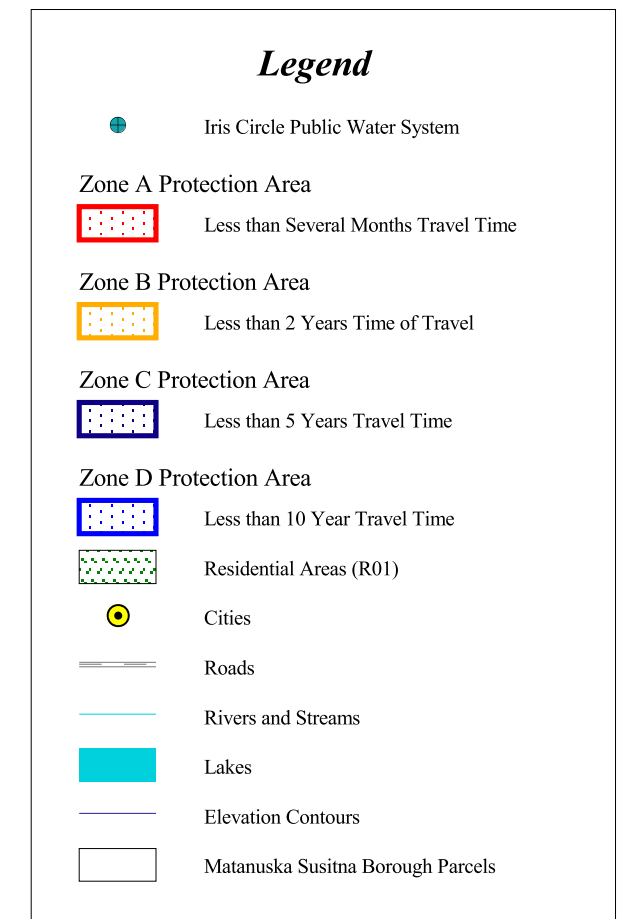 Legend
Iris Circle Public Water System
Zone A Protection Area
Less than Several Months Travel Time
Zone B Protection Area
Less than 2 Years Time of Travel
Zone C Protection Area
Less than 5 Years Travel Time
Zone D Protection Area
Less than 10 Year Travel Time
Residential Areas (R01)
Cities
Roads
Rivers and Streams
Lakes
Elevation Contours
Matanuska Susitna Borough Parcels